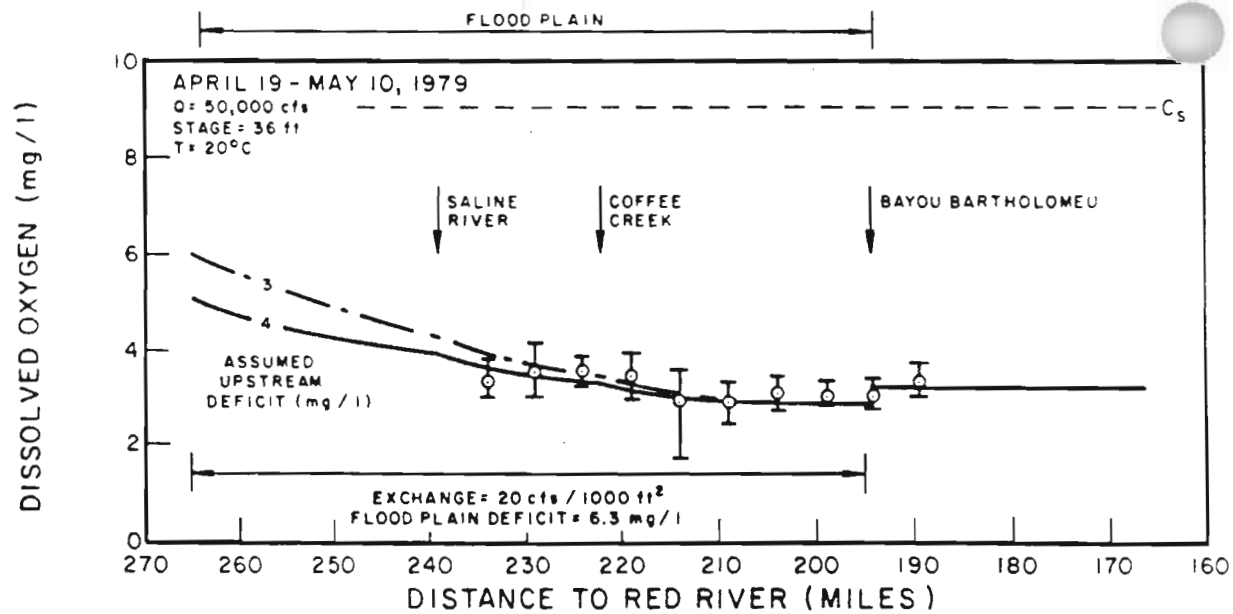 FLOOD PLAIN
DISSOLVED OXYGEN (mg/l)
10
8
6
4
2
0
APRIL 19 - MAY 10, 1979
Q= 50,000 cfs
STAGE= 36 ft
T= 20°C
Cs
SALINE
RIVER
COFFEE
CREEK
BAYOU BARTHOLOMEU
3
4
ASSUMED
UPSTREAM
DEFICIT (mg/l)
EXCHANGE= 20 cfs/1000 ft²
FLOOD PLAIN DEFICIT= 6.3 mg/l
270 260 250 240 230 220 210 200 190 180 170 160
DISTANCE TO RED RIVER (MILES)